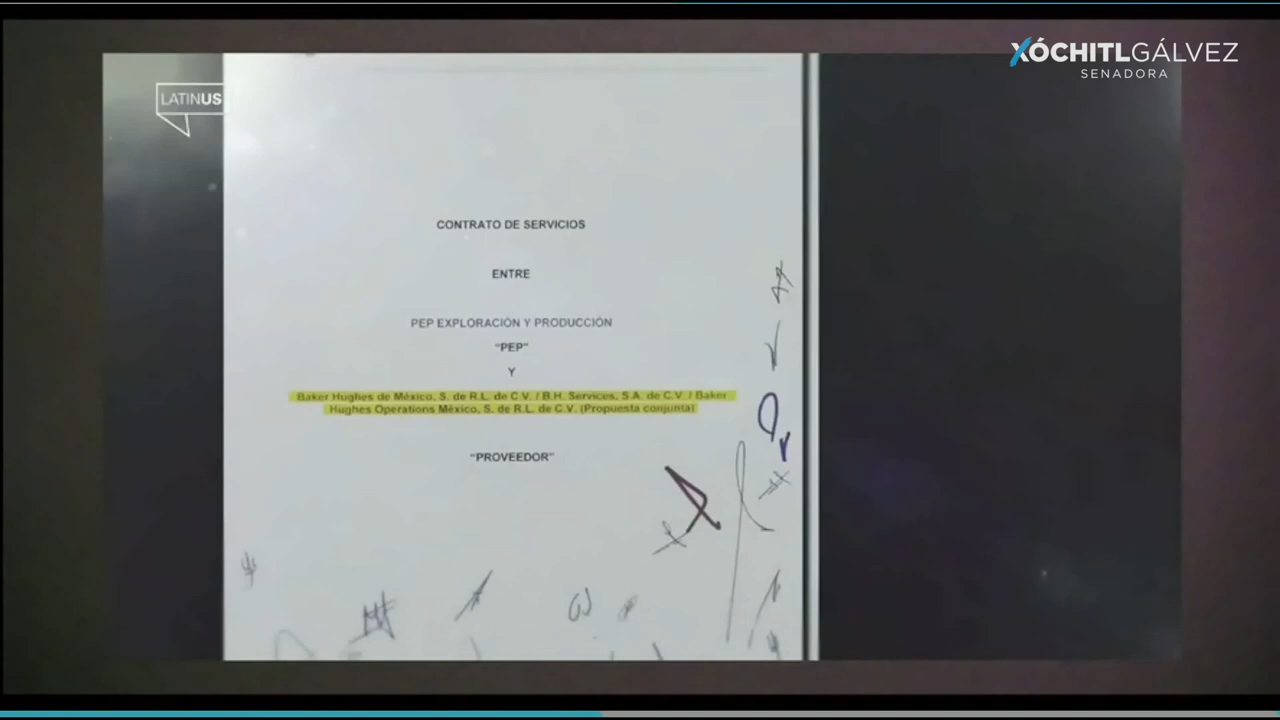 XÓCHITLGÁLVEZ
SENADORA
LATINUS
CONTRATO DE SERVICIOS
ENTRE
PEP EXPLORACIÓN Y PRODUCCIÓN
"PEP"
Y
Baker Hughes de México, S. de R.L. de C.V. / B.H. Services, S.A. de C.V. / Baker
Hughes Operations México, S. de R.L. de C.V. (Propuesta conjunta)
"PROVEEDOR"